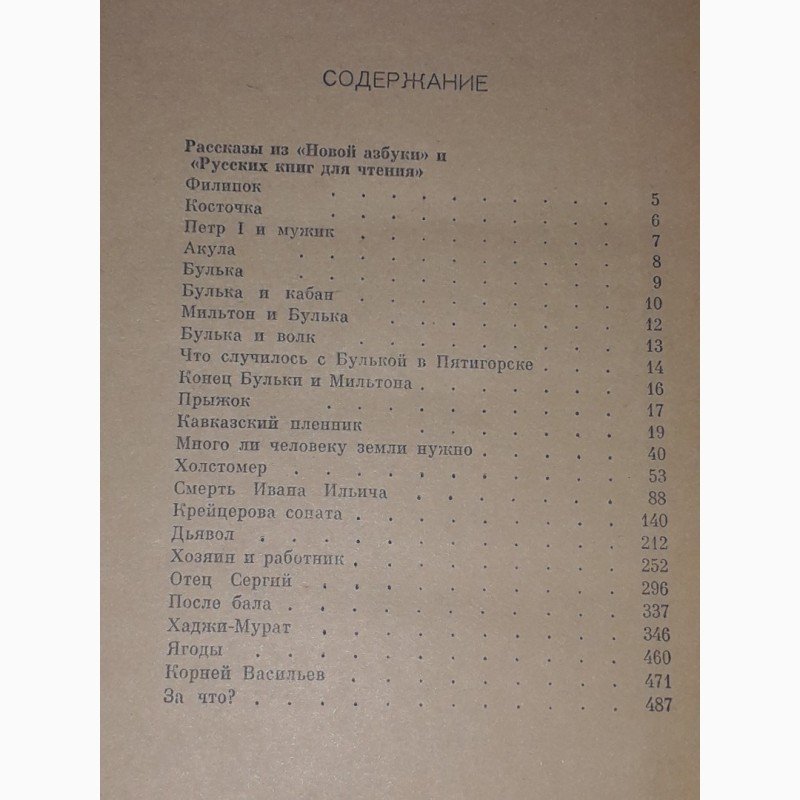 СОДЕРЖАНИЕ
Рассказы из «Новой азбуки» и
«Русских книг для чтения»
Филипок . . . . . . . . . . 5
Косточка . . . . . . . . . . 6
Петр I и мужик . . . . . . . . . 7
Акула . . . . . . . . . . . 8
Булька . . . . . . . . . . . 9
Булька и кабан . . . . . . . . . 10
Мильтон и Булька . . . . . . . . 12
Булька и волк . . . . . . . . . 13
Что случилось с Булькой в Пятигорске . . . 14
Конец Бульки и Мильтона . . . . . . . 16
Прыжок . . . . . . . . . . 17
Кавказский пленник . . . . . . . 19
Много ли человеку земли нужно . . . . . 40
Холстомер . . . . . . . . . . . 53
Смерть Ивана Ильича . . . . . . . 88
Крейцерова соната . . . . . . . . . 140
Дьявол . . . . . . . . . . . . 212
Хозяин и работник . . . . . . . . . 252
Отец Сергий . . . . . . . . . . 296
После бала . . . . . . . . . . . 337
Хаджи-Мурат . . . . . . . . . . 346
Ягоды . . . . . . . . . . . . 460
Корней Васильев . . . . . . . . . 471
За что? . . . . . . . . . . . . 487